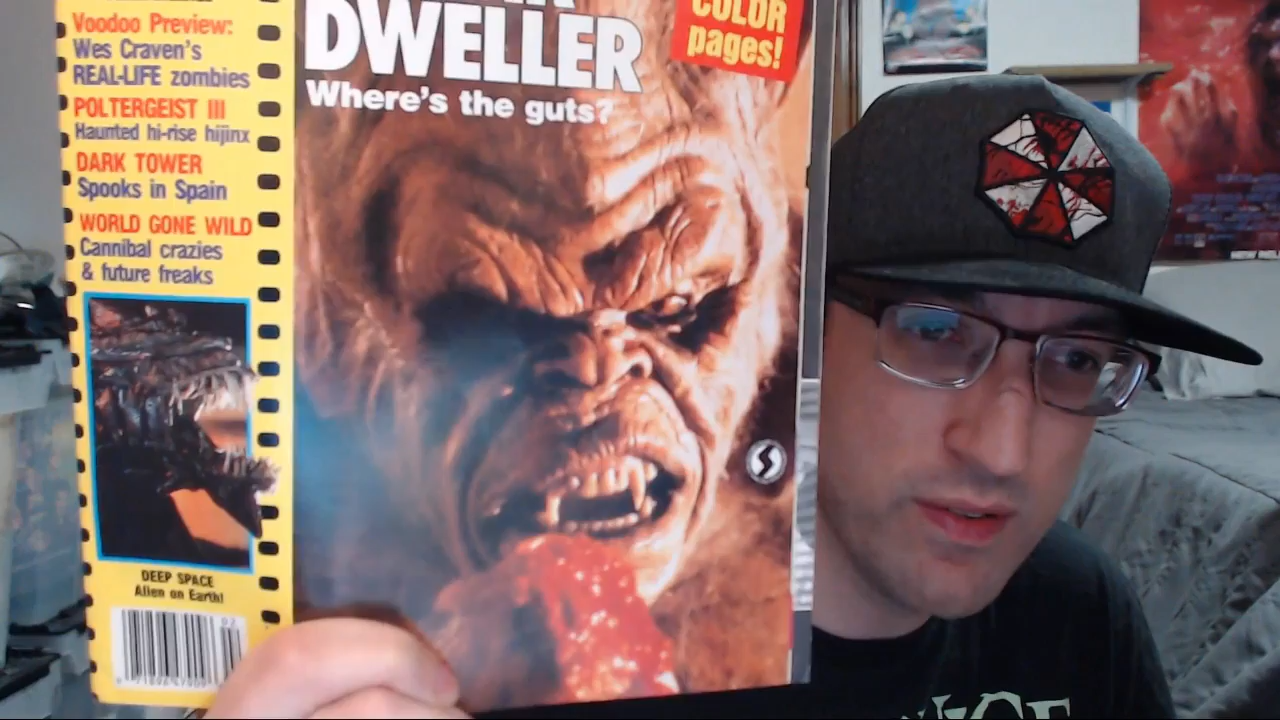 Voodoo Preview:
Wes Craven's
REAL-LIFE zombies
POLTERGEIST III
Haunted hi-rise hijinx
DARK TOWER
Spooks in Spain
WORLD GONE WILD
Cannibal crazies
& future freaks
DEEP SPACE
Alien on Earth!
02
DWELLER
Where's the guts?
COLOR
pages!